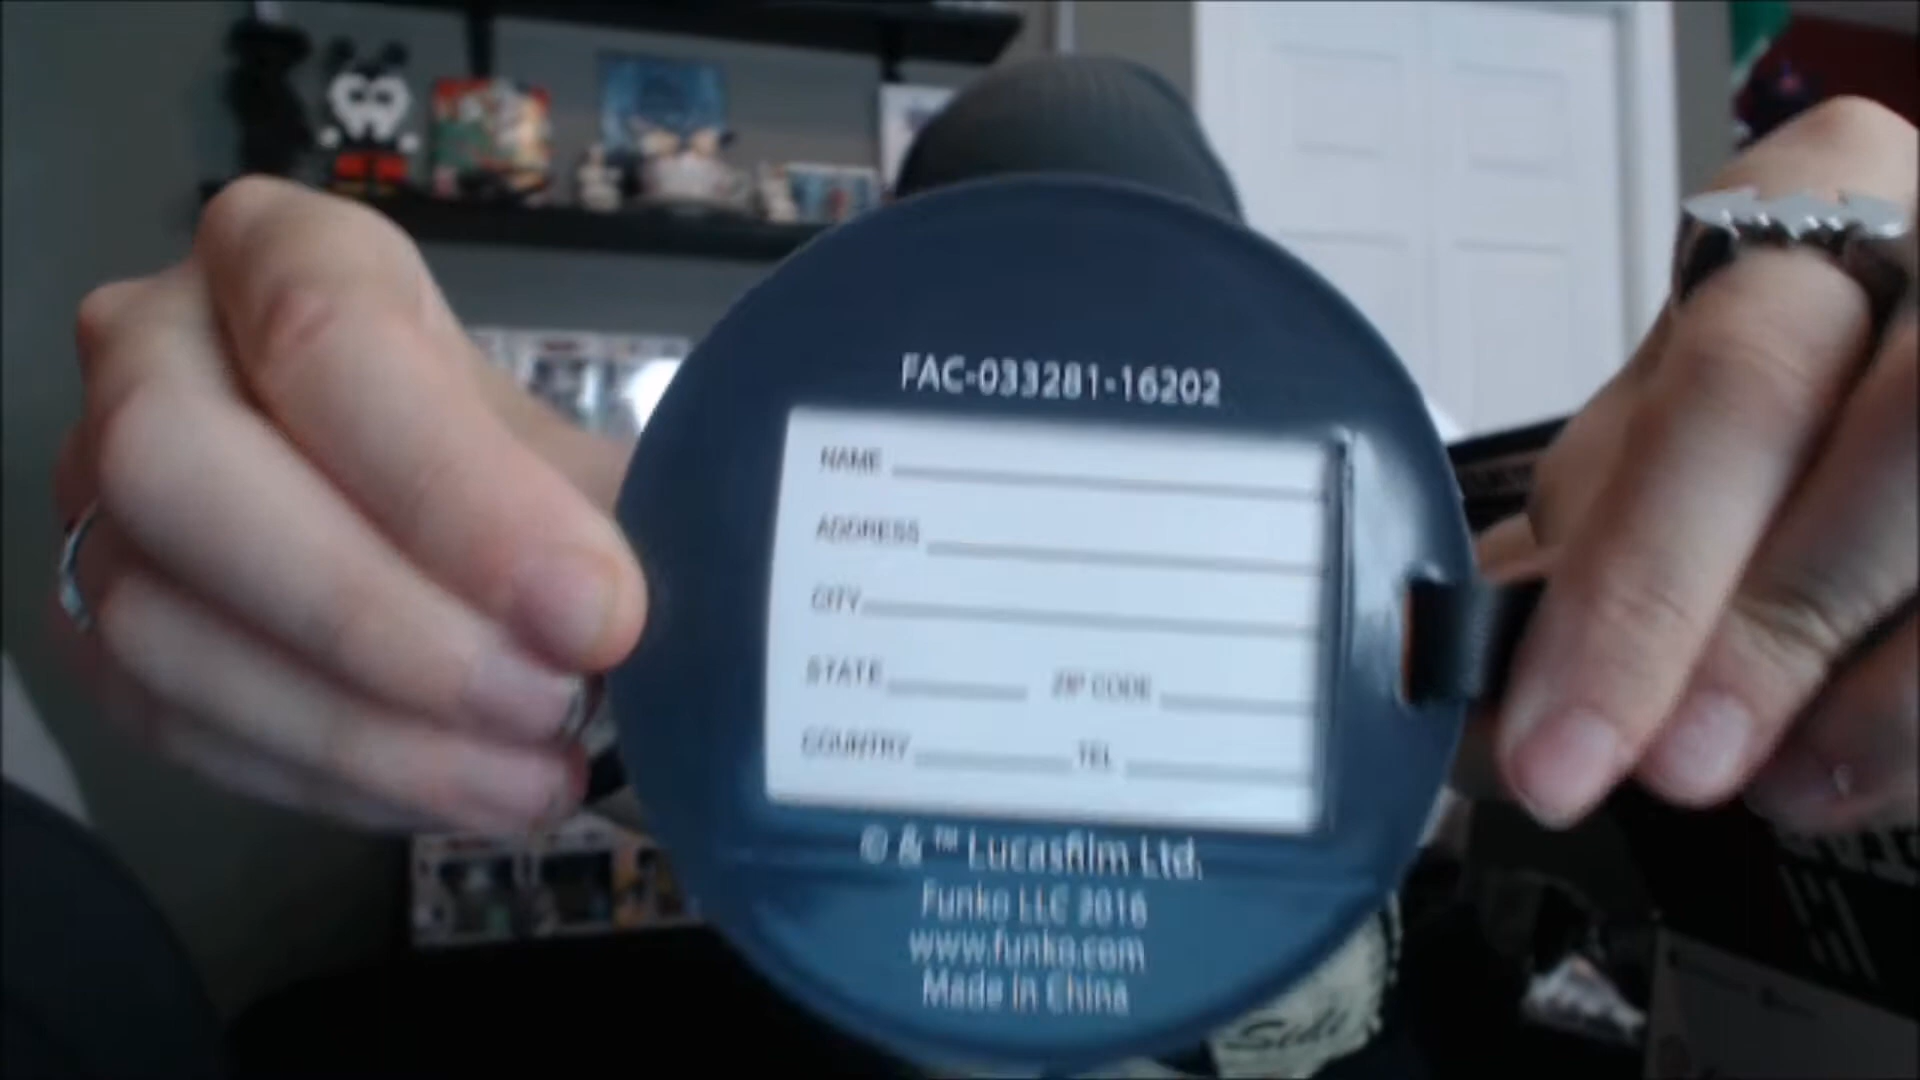 FAC-033281-16202
NAME
ADDRESS
CITY
STATE ZIP CODE
COUNTRY TEL
© & ™ Lucasfilm Ltd.
Funko LLC 2016
www.funko.com
Made in China